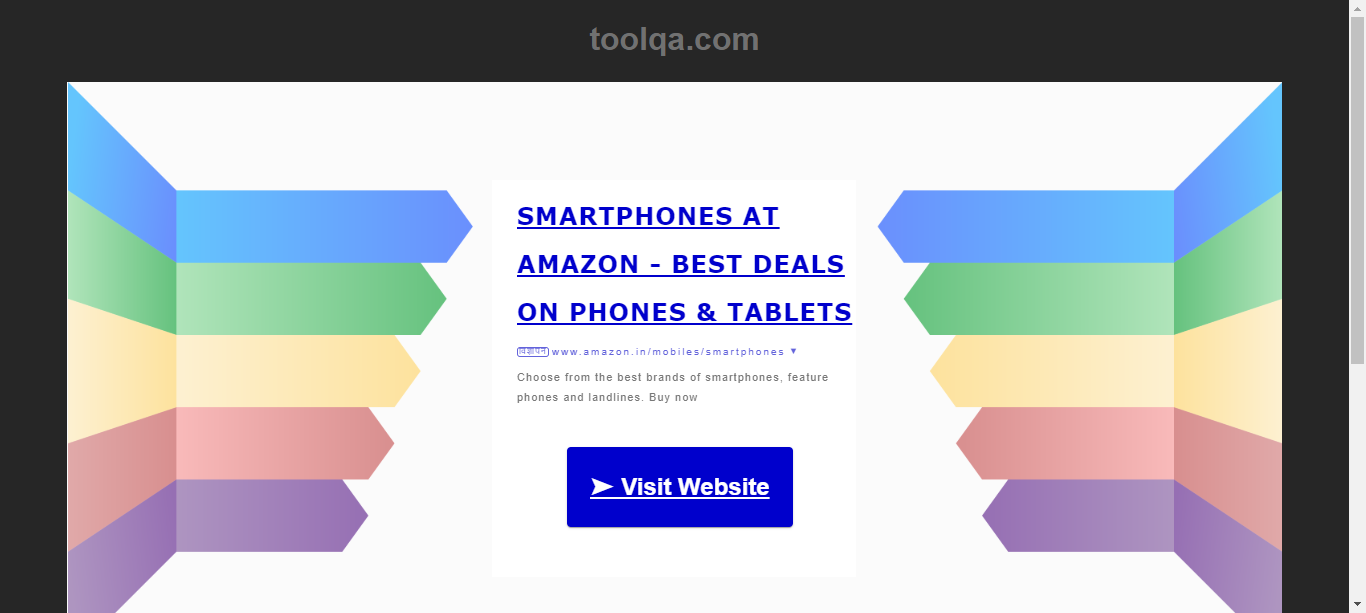 toolqa.com
SMARTPHONES AT
AMAZON - BEST DEALS
ON PHONES & TABLETS
विज्ञापन www.amazon.in/mobiles/smartphones ▼
Choose from the best brands of smartphones, feature
phones and landlines. Buy now
➤ Visit Website